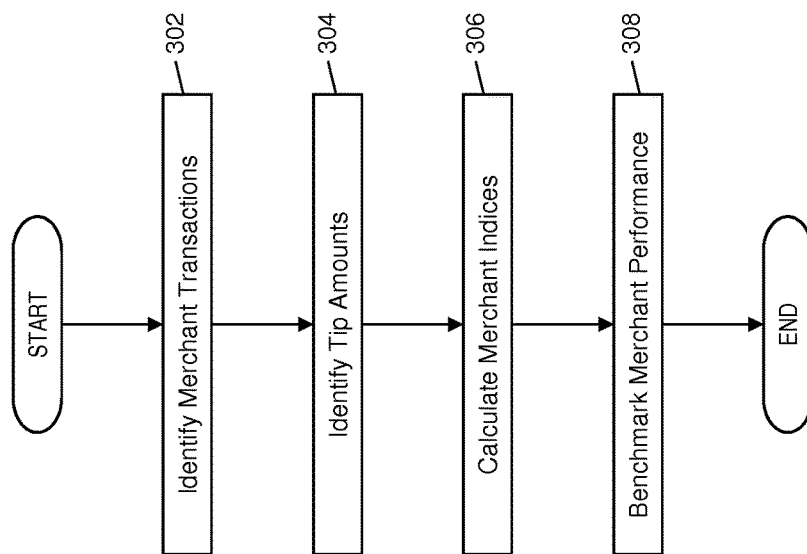 START
Identify Merchant Transactions
302
Identify Tip Amounts
304
Calculate Merchant Indices
306
Benchmark Merchant Performance
308
END